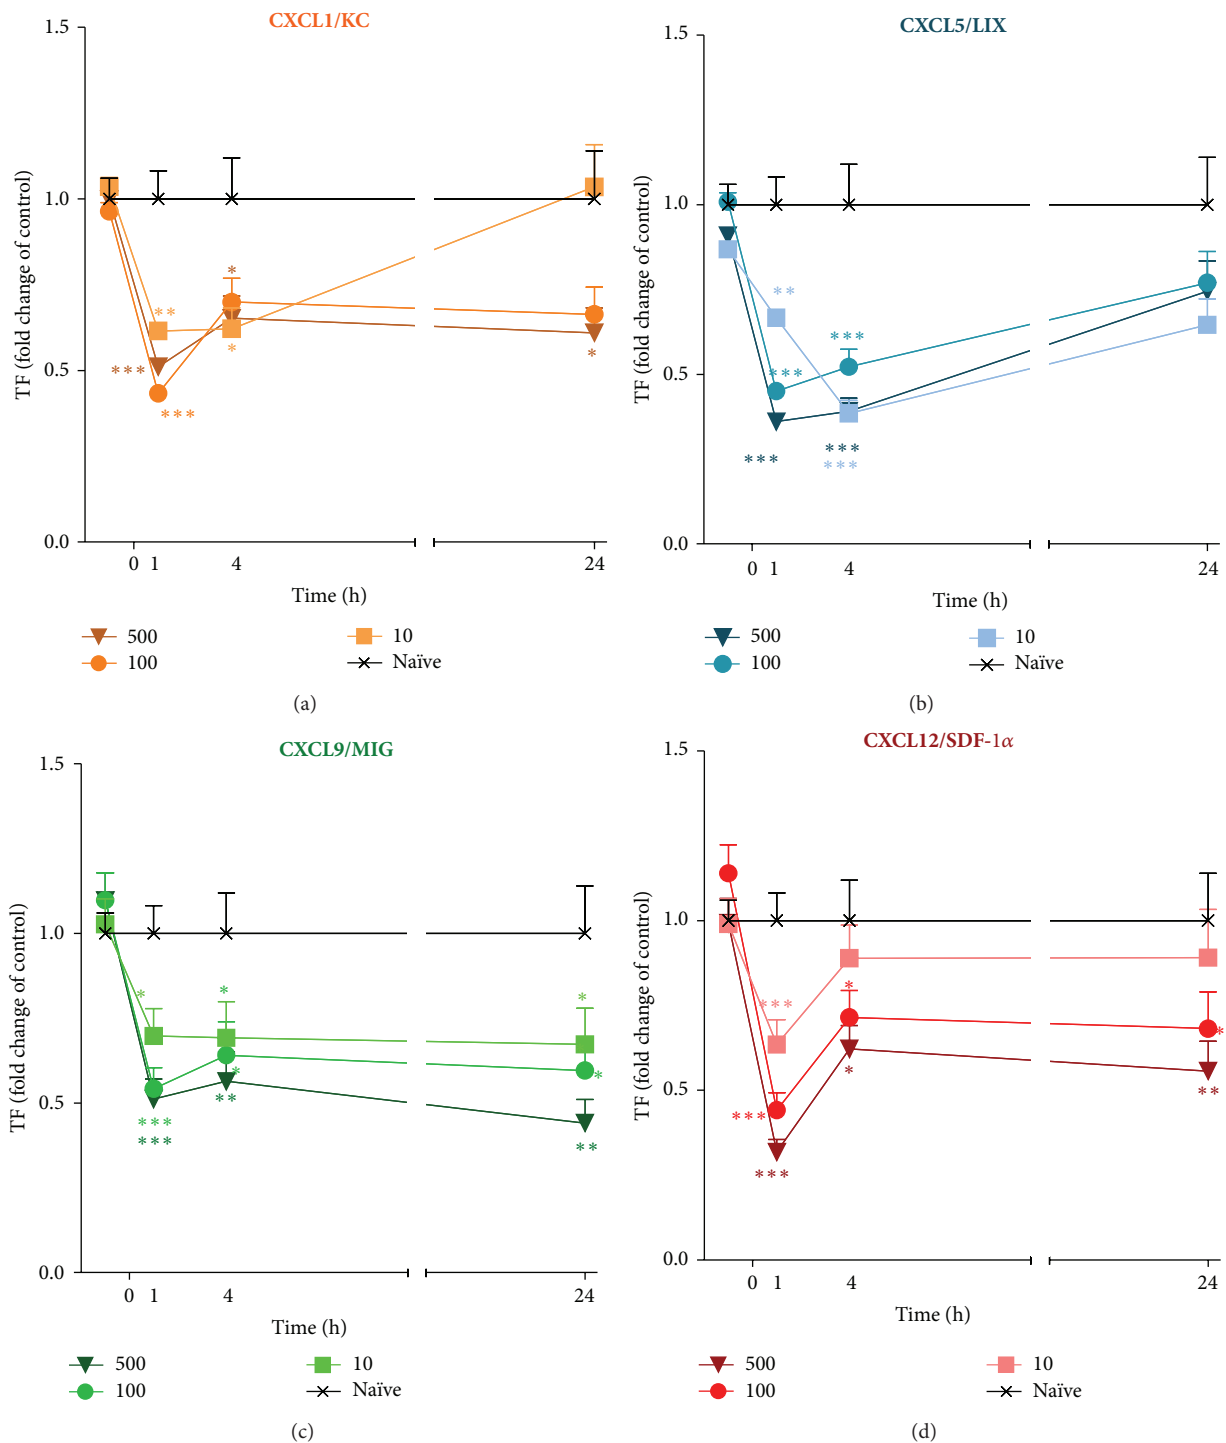 CXCL1/KC
TF (fold change of control)
1.5
1.0
0.5
0.0
***
**
***
*
*
*
0 1 4 24
Time (h)
500
100
10
Naïve
(a)
CXCL5/LIX
TF (fold change of control)
1.5
1.0
0.5
0.0
**
***
***
***
***
***
0 1 4 24
Time (h)
500
100
10
Naïve
(b)
CXCL9/MIG
TF (fold change of control)
1.5
1.0
0.5
0.0
*
***
***
*
*
**
*
*
**
0 1 4 24
Time (h)
500
100
10
Naïve
(c)
CXCL12/SDF-1α
TF (fold change of control)
1.5
1.0
0.5
0.0
***
***
***
*
*
*
**
0 1 4 24
Time (h)
500
100
10
Naïve
(d)